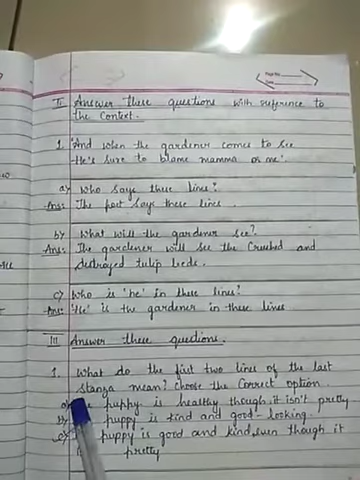 Page No.
Date
II. Answer these questions with reference to
the Context.
1. 'And when the gardener comes to see
He's sure to blame mamma or me'.
a) Who says these lines?
Ans: The poet says these lines.
b) What will the gardener see?
Ans: The gardener will see the Crushed and
destroyed tulip beds.
c) Who is 'he' in these lines?
Ans: 'He' is the gardener in these lines
III Answer these questions.
1. What do the first two lines of the last
stanza mean? Choose the Correct option.
a) puppy is healthy though it isn't pretty
b) puppy is kind and good-looking.
c) puppy is good and kind, even though it
pretty